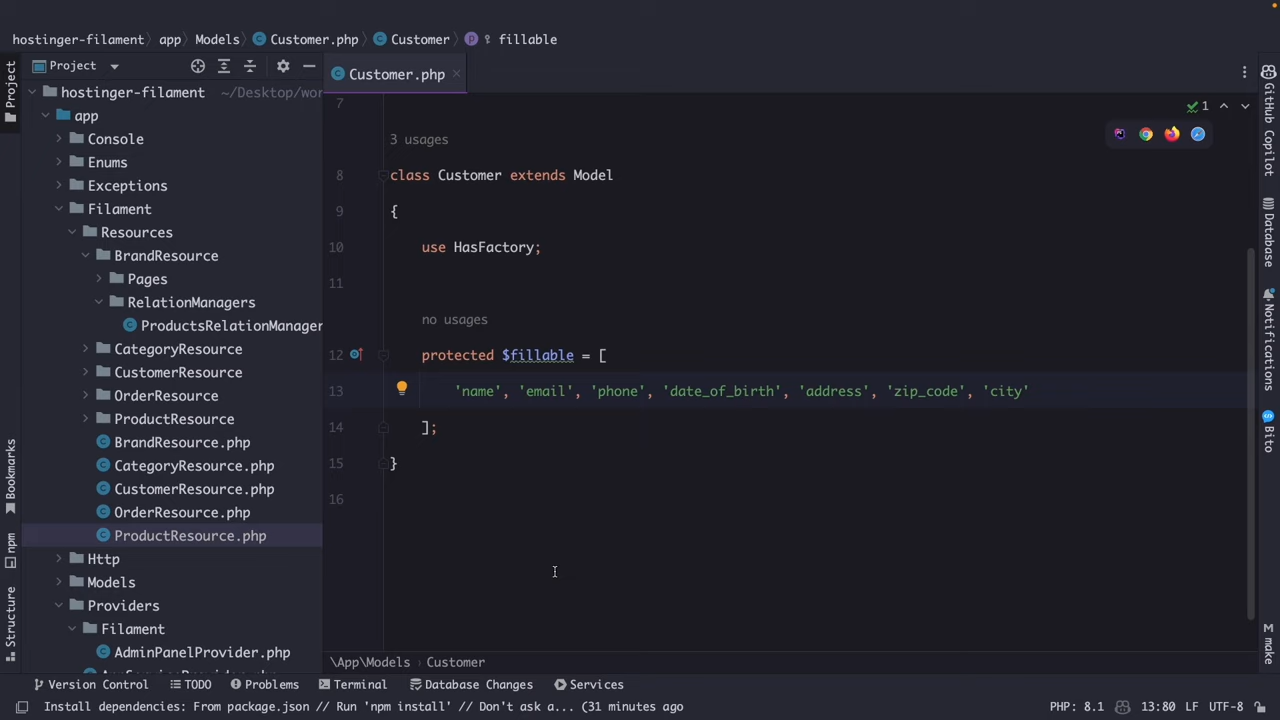 hostinger-filament app Models Customer.php Customer fillable
Project
hostinger-filament ~/Desktop/wor
app
Console
Enums
Exceptions
Filament
Resources
BrandResource
Pages
RelationManagers
ProductsRelationManager
CategoryResource
CustomerResource
OrderResource
ProductResource
BrandResource.php
CategoryResource.php
CustomerResource.php
OrderResource.php
ProductResource.php
Http
Models
Providers
Filament
AdminPanelProvider.php
Project
Bookmarks
npm
Structure
Customer.php
1
7
3 usages
8 class Customer extends Model
9 {
10 use HasFactory;
11
no usages
12 protected $fillable = [
13 'name', 'email', 'phone', 'date_of_birth', 'address', 'zip_code', 'city'
14 ];
15 }
16
\App\Models › Customer
GitHub Copilot
Database
Notifications
Bito
make
Version Control TODO Problems Terminal Database Changes Services
Install dependencies: From package.json // Run 'npm install' // Don't ask a... (31 minutes ago PHP: 8.1 13:80 LF UTF-8